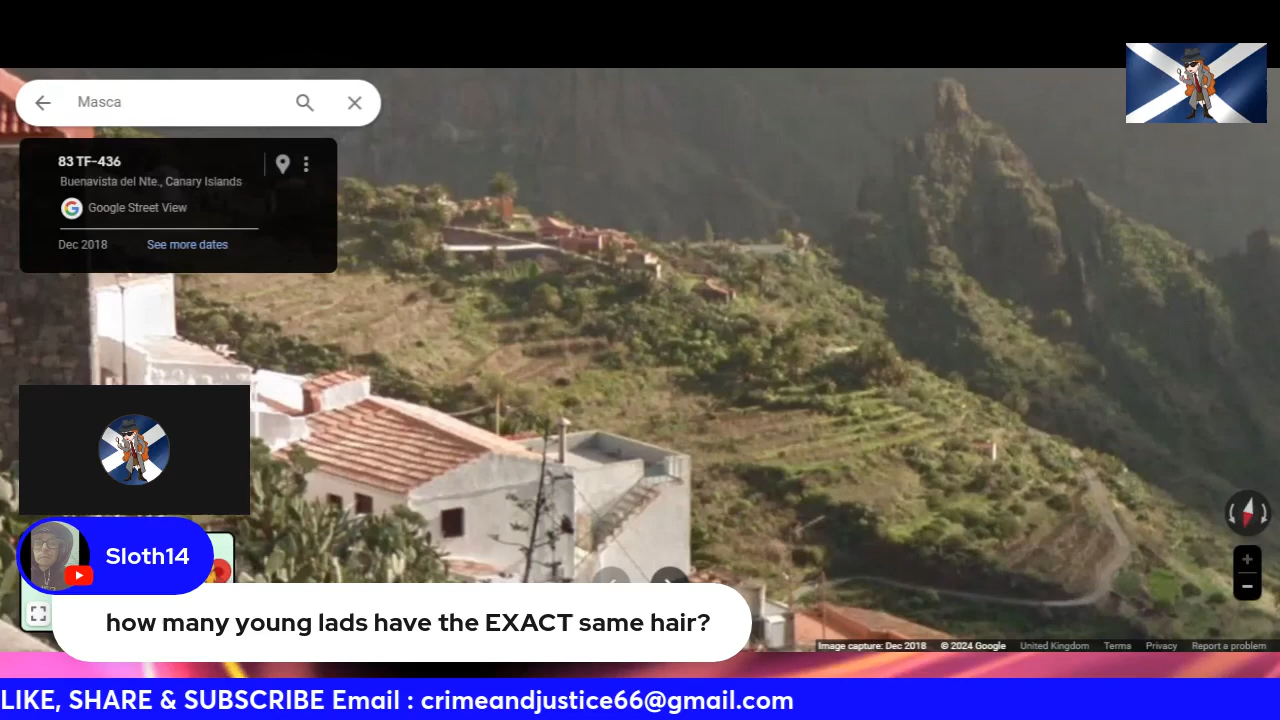 Masca
83 TF-436
Buenavista del Nte., Canary Islands
Google Street View
Dec 2018 See more dates
Sloth14
how many young lads have the EXACT same hair?
Image capture: Dec 2018 © 2024 Google United Kingdom Terms Privacy Report a problem
LIKE, SHARE & SUBSCRIBE Email : crimeandjustice66@gmail.com